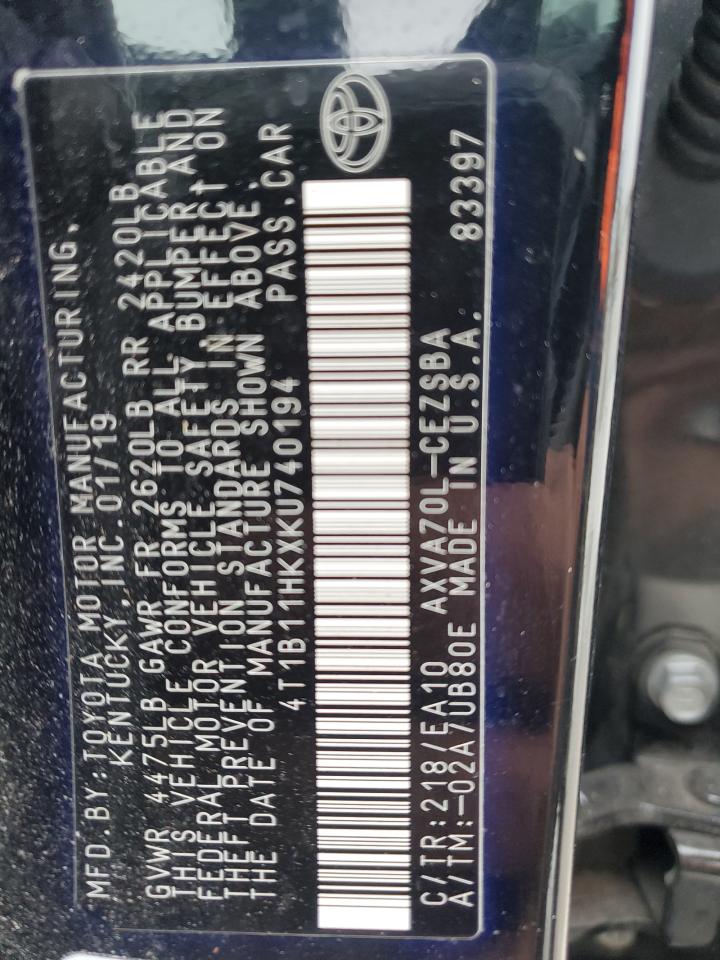 MFD.BY:TOYOTA MOTOR MANUFACTURING,
KENTUCKY,INC.01/19
GVWR 4475LB GAWR FR 2620LB RR 2420LB
THIS VEHICLE CONFORMS TO ALL APPLICABLE
FEDERAL MOTOR VEHICLE SAFETY, BUMPER AND
THEFT PREVENTION STANDARDS IN EFFECT ON
THE DATE OF MANUFACTURE SHOWN ABOVE.
4T1B11HKXKU740194 PASS.CAR
C/TR:218/EA10 AXVA70L-CEZSBA 83397
A/TM:-02A/UB80E MADE IN U.S.A.